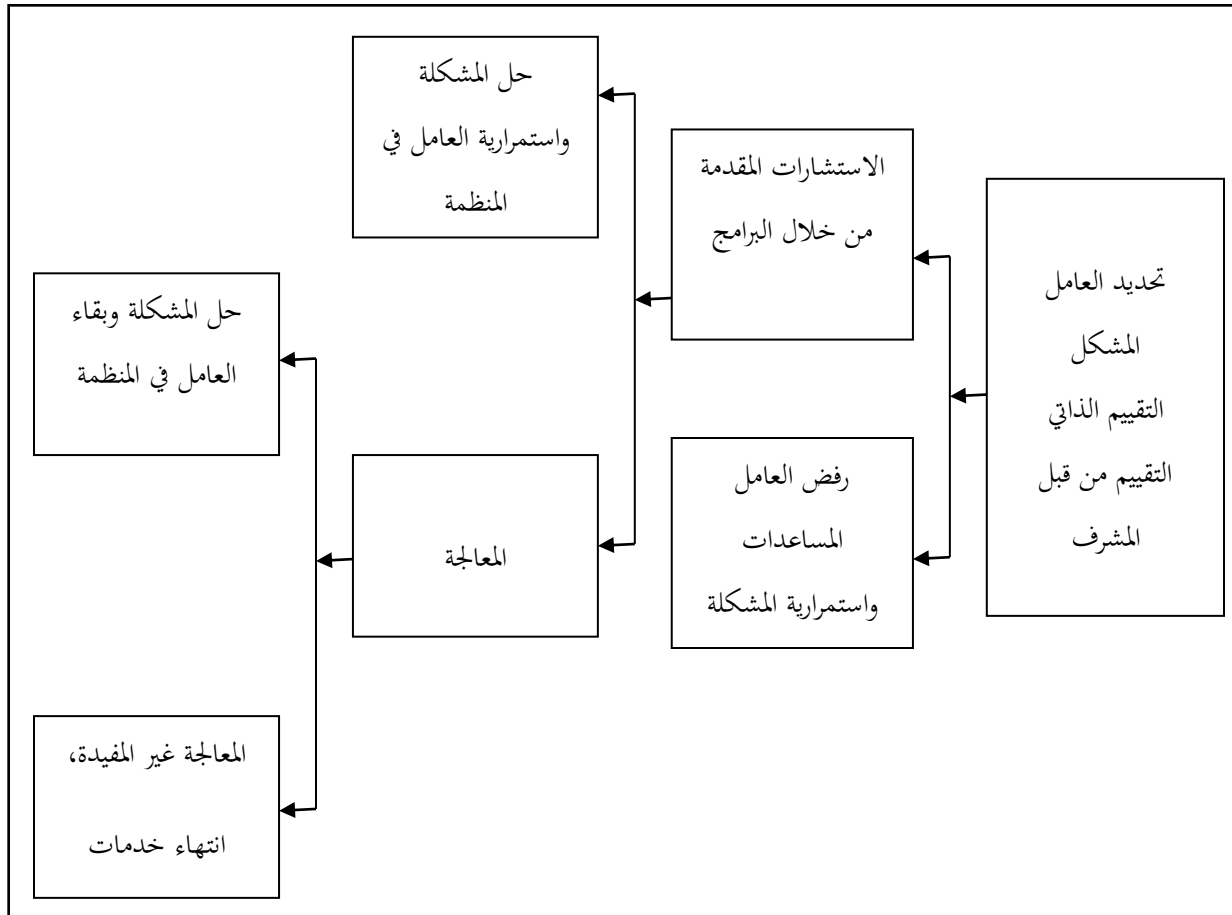 تحديد العامل
المشكل
التقييم الذاتي
التقييم من قبل
المشرف
الاستشارات المقدمة
من خلال البرامج
رفض العامل
المساعدات
واستمرارية المشكلة
حل المشكلة
واستمرارية العامل في
المنظمة
المعالجة
حل المشكلة وبقاء
العامل في المنظمة
المعالجة غير المفيدة،
انتهاء خدمات